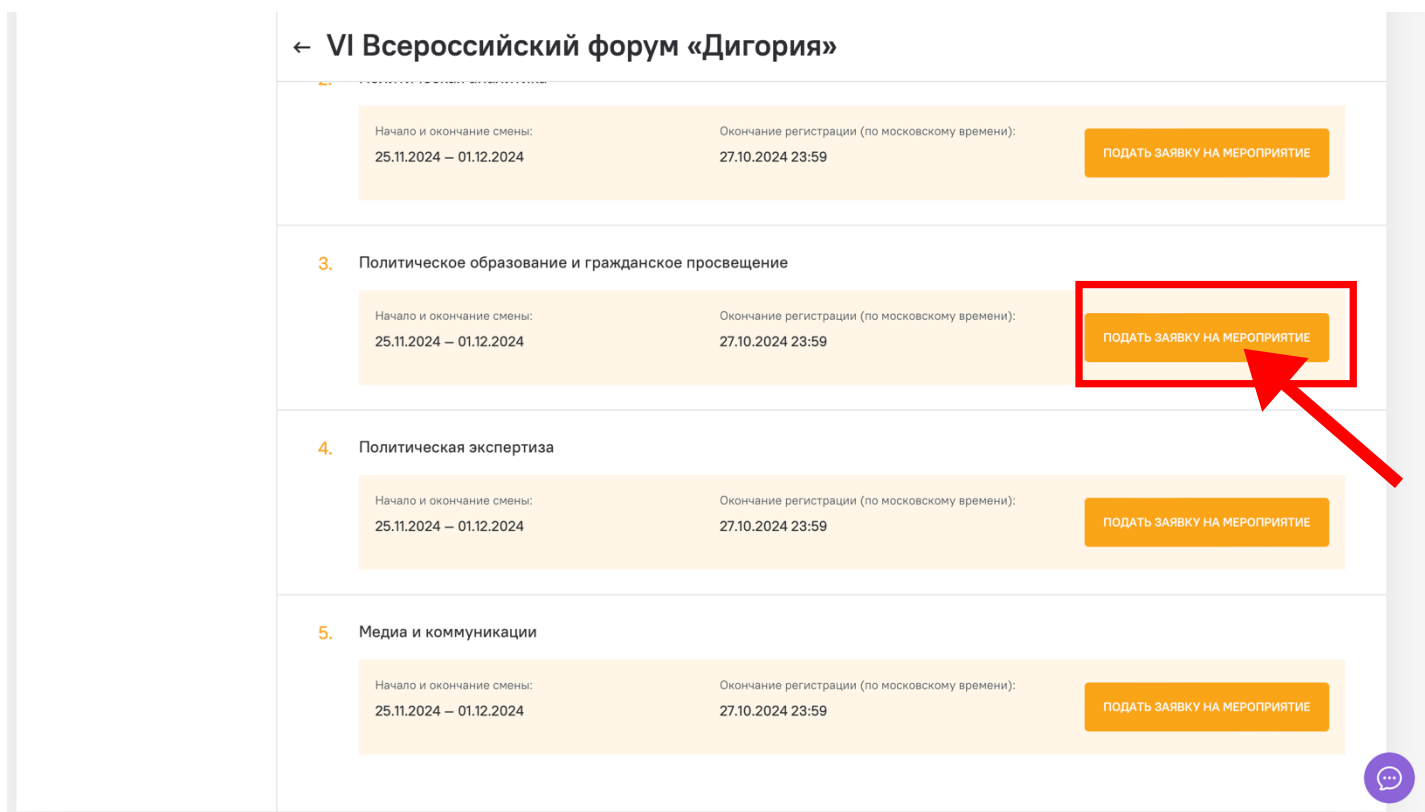 ← VI Всероссийский форум «Дигория»
2. Политическая аналитика
Начало и окончание смены: Окончание регистрации (по московскому времени):
25.11.2024 — 01.12.2024 27.10.2024 23:59 ПОДАТЬ ЗАЯВКУ НА МЕРОПРИЯТИЕ
3. Политическое образование и гражданское просвещение
Начало и окончание смены: Окончание регистрации (по московскому времени):
25.11.2024 — 01.12.2024 27.10.2024 23:59 ПОДАТЬ ЗАЯВКУ НА МЕРОПРИЯТИЕ
4. Политическая экспертиза
Начало и окончание смены: Окончание регистрации (по московскому времени):
25.11.2024 — 01.12.2024 27.10.2024 23:59 ПОДАТЬ ЗАЯВКУ НА МЕРОПРИЯТИЕ
5. Медиа и коммуникации
Начало и окончание смены: Окончание регистрации (по московскому времени):
25.11.2024 — 01.12.2024 27.10.2024 23:59 ПОДАТЬ ЗАЯВКУ НА МЕРОПРИЯТИЕ